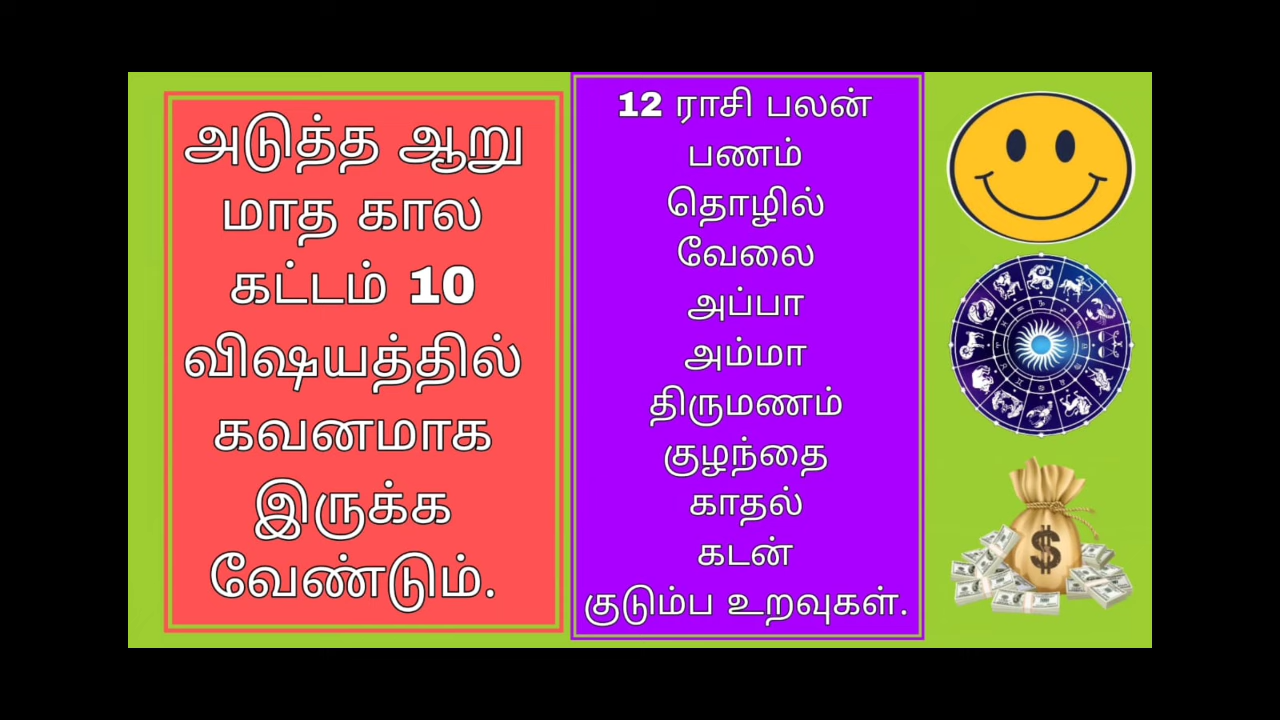 அடுத்த ஆறு
மாத கால
கட்டம் 10
விஷயத்தில்
கவனமாக
இருக்க
வேண்டும்.
12 ராசி பலன்
பணம்
தொழில்
வேலை
அப்பா
அம்மா
திருமணம்
குழந்தை
காதல்
கடன்
குடும்ப உறவுகள்.